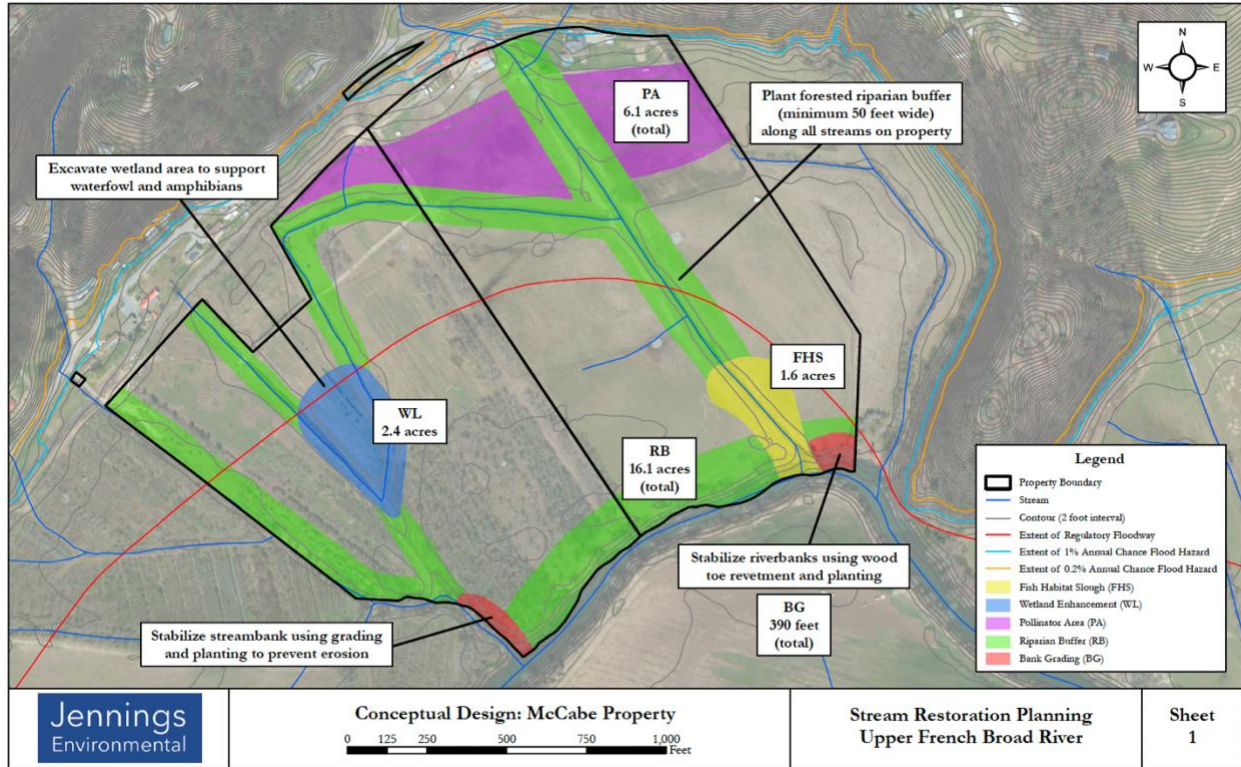 N
W
E
S
PA
6.1 acres
(total)
Plant forested riparian buffer
(minimum 50 feet wide)
along all streams on property
Excavate wetland area to support
waterfowl and amphibians
FHS
1.6 acres
WL
2.4 acres
RB
16.1 acres
(total)
Stabilize riverbanks using wood
toe revetment and planting
BG
390 feet
(total)
Stabilize streambank using grading
and planting to prevent erosion
Legend
Property Boundary
Stream
Contour (2 foot interval)
Extent of Regulatory Floodway
Extent of 1% Annual Chance Flood Hazard
Extent of 0.2% Annual Chance Flood Hazard
Fish Habitat Slough (FHS)
Wetland Enhancement (WL)
Pollinator Area (PA)
Riparian Buffer (RB)
Bank Grading (BG)
Jennings
Environmental
Conceptual Design: McCabe Property
0 125 250 500 750 1,000
Feet
Stream Restoration Planning
Upper French Broad River
Sheet
1